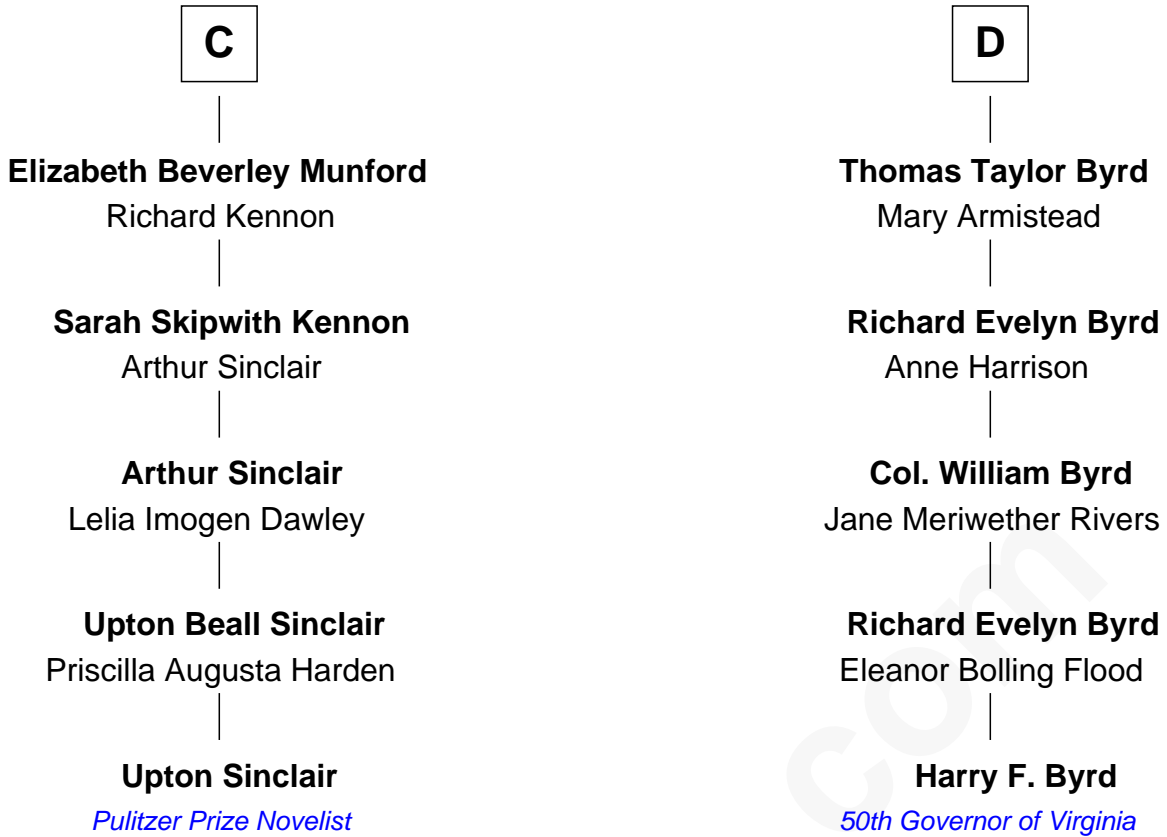 C
Elizabeth Beverley Munford
Richard Kennon
Sarah Skipwith Kennon
Arthur Sinclair
Arthur Sinclair
Lelia Imogen Dawley
Upton Beall Sinclair
Priscilla Augusta Harden
Upton Sinclair
Pulitzer Prize Novelist
D
Thomas Taylor Byrd
Mary Armistead
Richard Evelyn Byrd
Anne Harrison
Col. William Byrd
Jane Meriwether Rivers
Richard Evelyn Byrd
Eleanor Bolling Flood
Harry F. Byrd
50th Governor of Virginia
com